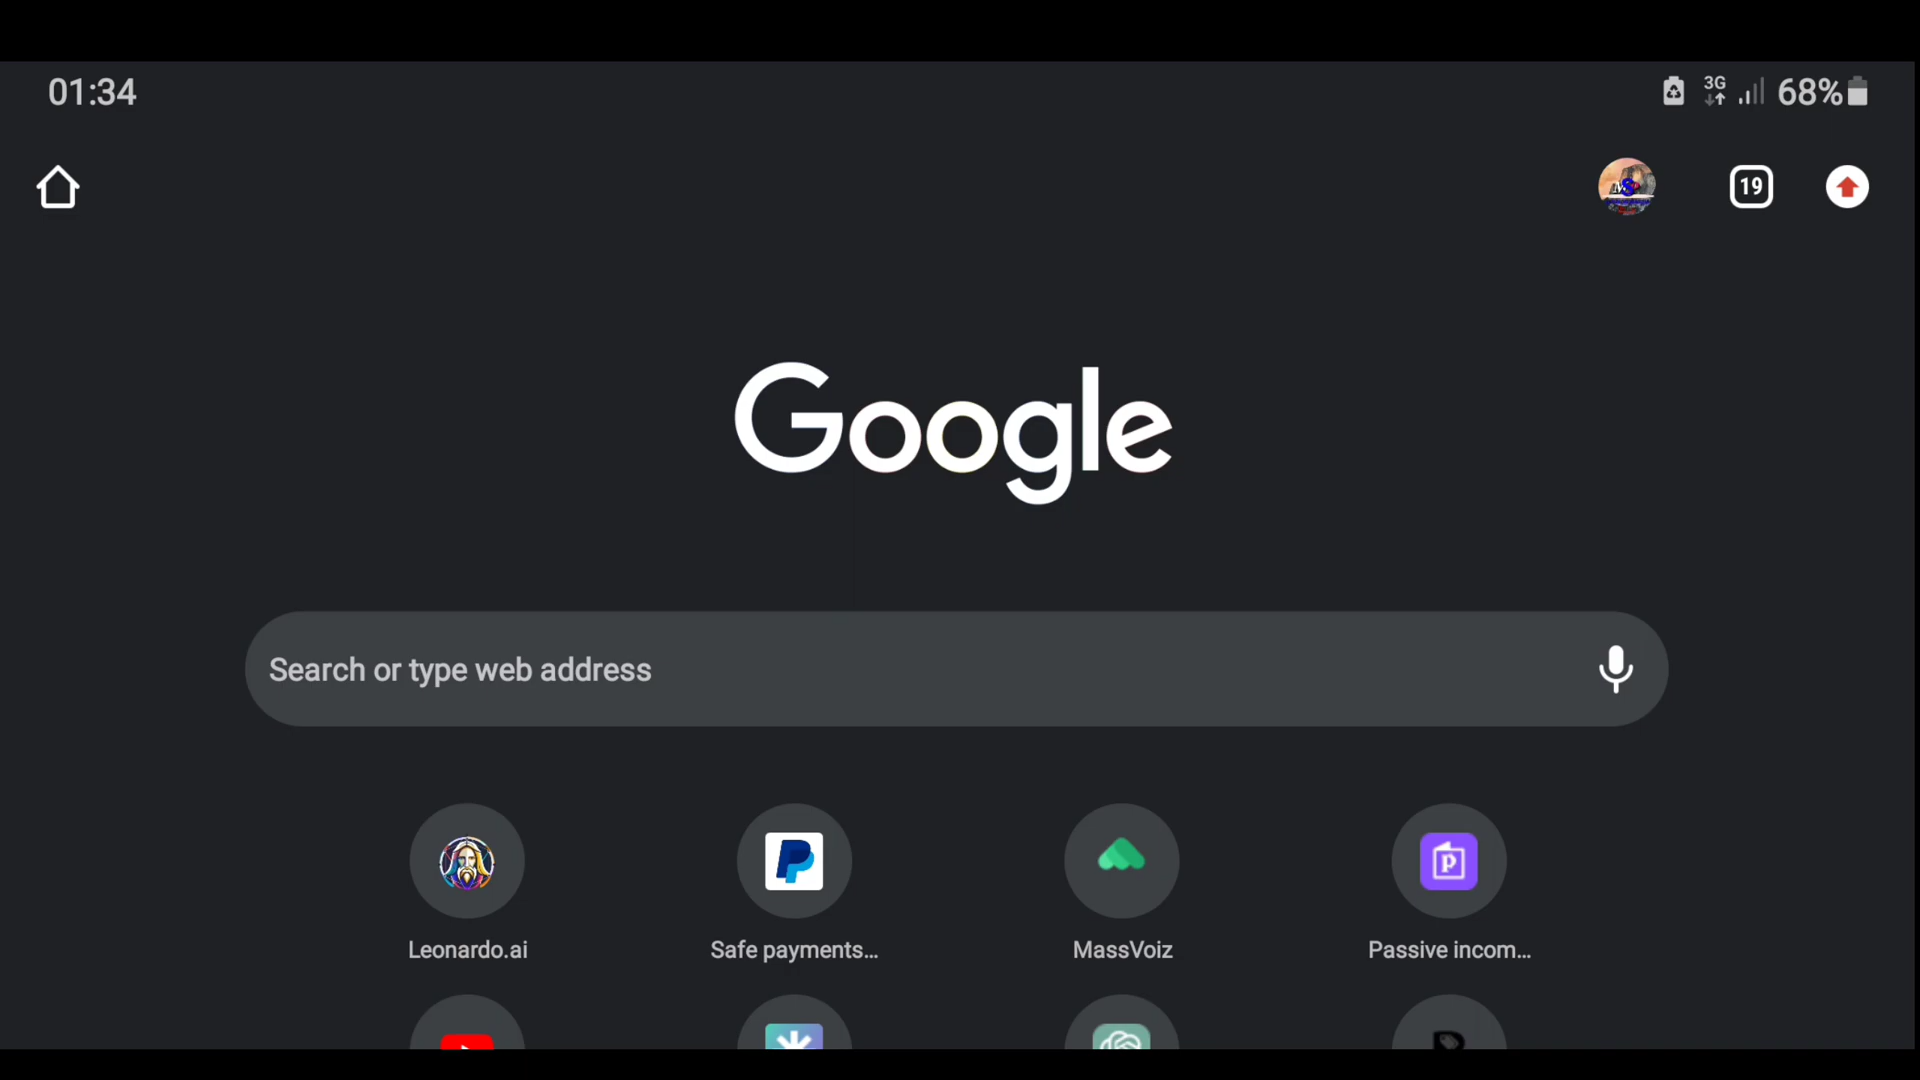 01:34
3G
68%
19
Google
Search or type web address
Leonardo.ai
Safe payments...
MassVoiz
Passive incom...